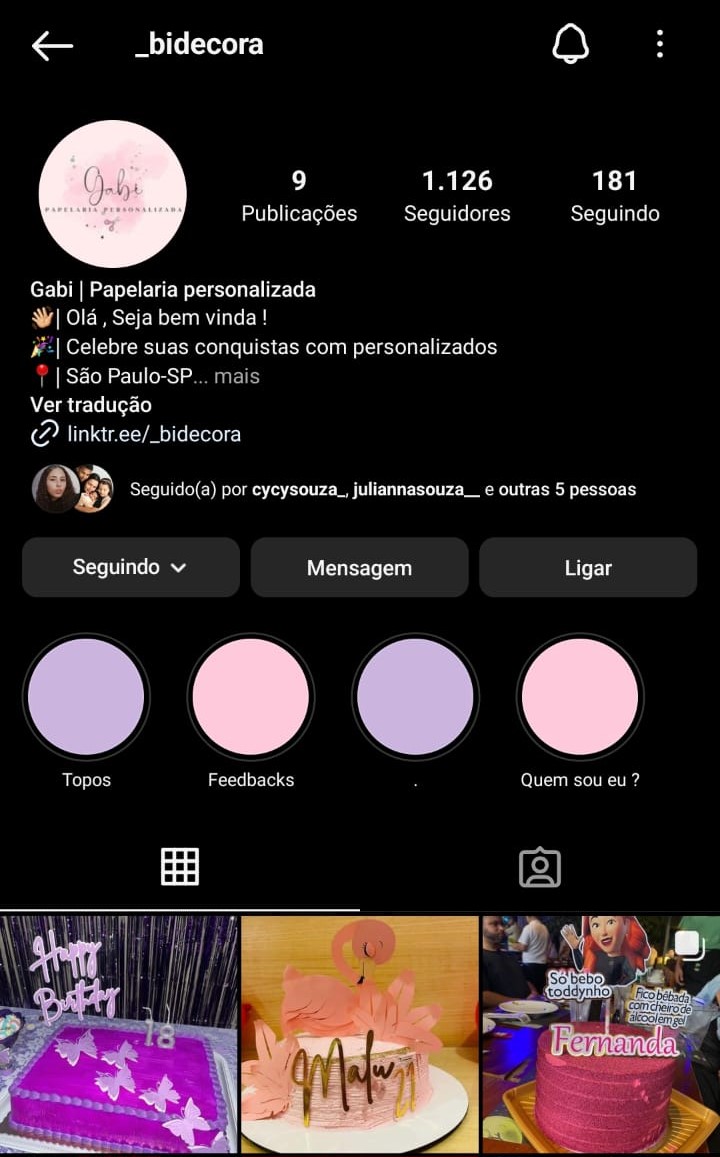 _bidecora
Gabi
PAPELARIA PERSONALIZADA
9
Publicações
1.126
Seguidores
181
Seguindo
Gabi | Papelaria personalizada
👋🏼| Olá , Seja bem vinda !
🎉| Celebre suas conquistas com personalizados
📍| São Paulo-SP... mais
Ver tradução
linktr.ee/_bidecora
Seguido(a) por cycysouza_, juliannasouza__ e outras 5 pessoas
Seguindo
Mensagem
Ligar
Topos
Feedbacks
.
Quem sou eu ?
Happy
Birthday
18
Malu
21
Só bebo
toddynho
Fico bêbada
com cheiro de
álcool em gel
Fernanda